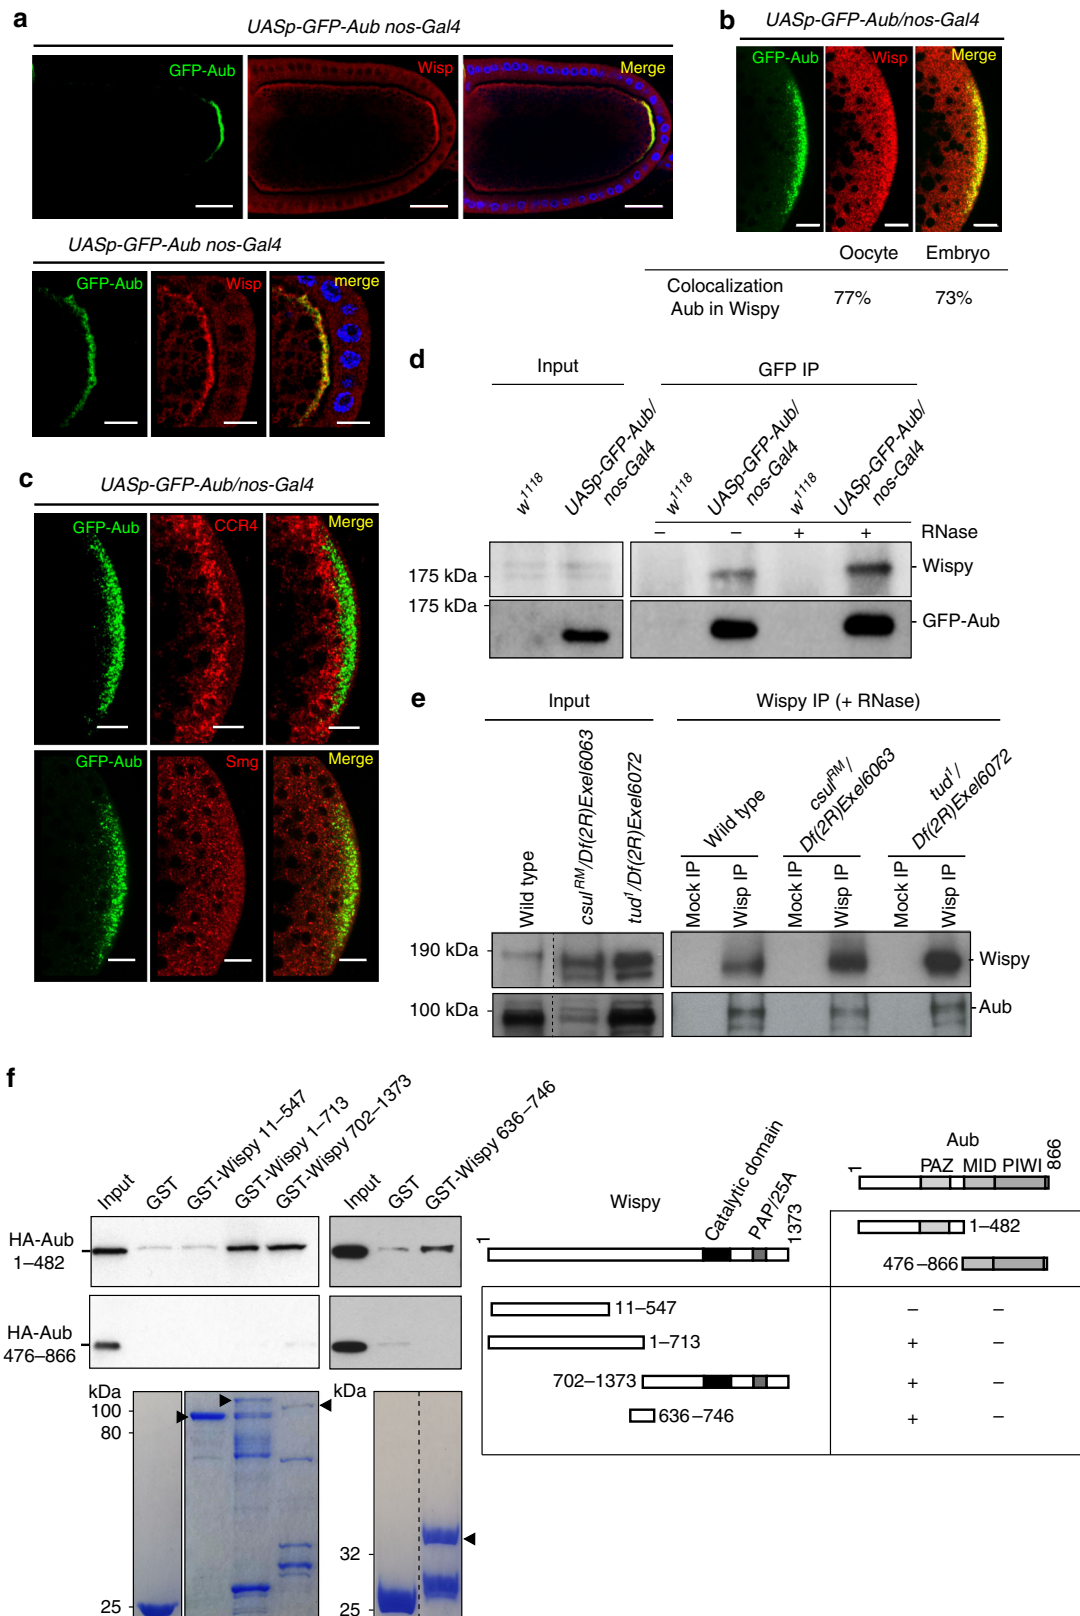 a
UASp-GFP-Aub nos-Gal4
GFP-Aub
Wisp
Merge
UASp-GFP-Aub nos-Gal4
GFP-Aub
Wisp
merge
b
UASp-GFP-Aub/nos-Gal4
GFP-Aub
Wisp
Merge
Oocyte Embryo
Colocalization
Aub in Wispy
77% 73%
c
UASp-GFP-Aub/nos-Gal4
GFP-Aub
CCR4
Merge
GFP-Aub
Smg
Merge
d
Input
GFP IP
w1118
UASp-GFP-Aub/
nos-Gal4
w1118
UASp-GFP-Aub/
nos-Gal4
w1118
UASp-GFP-Aub/
nos-Gal4
– – + + RNase
175 kDa
Wispy
175 kDa
GFP-Aub
e
Input
Wispy IP (+ RNase)
Wild type
csulRM/Df(2R)Exel6063
tud1/Df(2R)Exel6072
Wild type
csulRM/
Df(2R)Exel6063
tud1/
Df(2R)Exel6072
Mock IP
Wisp IP
Mock IP
Wisp IP
Mock IP
Wisp IP
190 kDa
Wispy
100 kDa
Aub
f
Input
GST
GST-Wispy 11–547
GST-Wispy 1–713
GST-Wispy 702–1373
Input
GST
GST-Wispy 636–746
HA-Aub
1–482
HA-Aub
476–866
kDa
100
80
25
kDa
32
25
Wispy
1
Catalytic domain
PAP/25A
1373
Aub
1
PAZ MID PIWI
866
1–482
476–866
11–547 – –
1–713 + –
702–1373 + –
636–746 + –